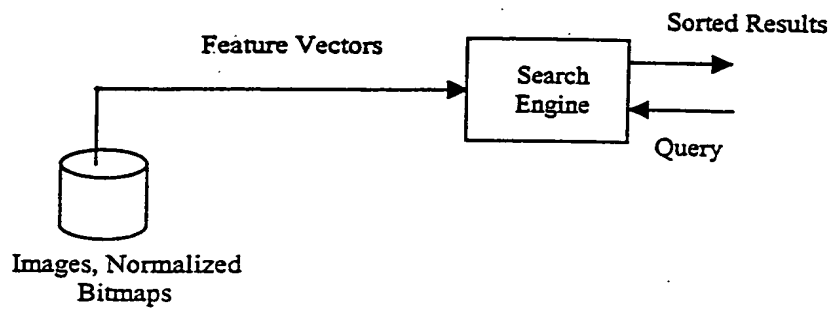 Sorted Results
Feature Vectors
Search
Engine
Query
Images, Normalized
Bitmaps